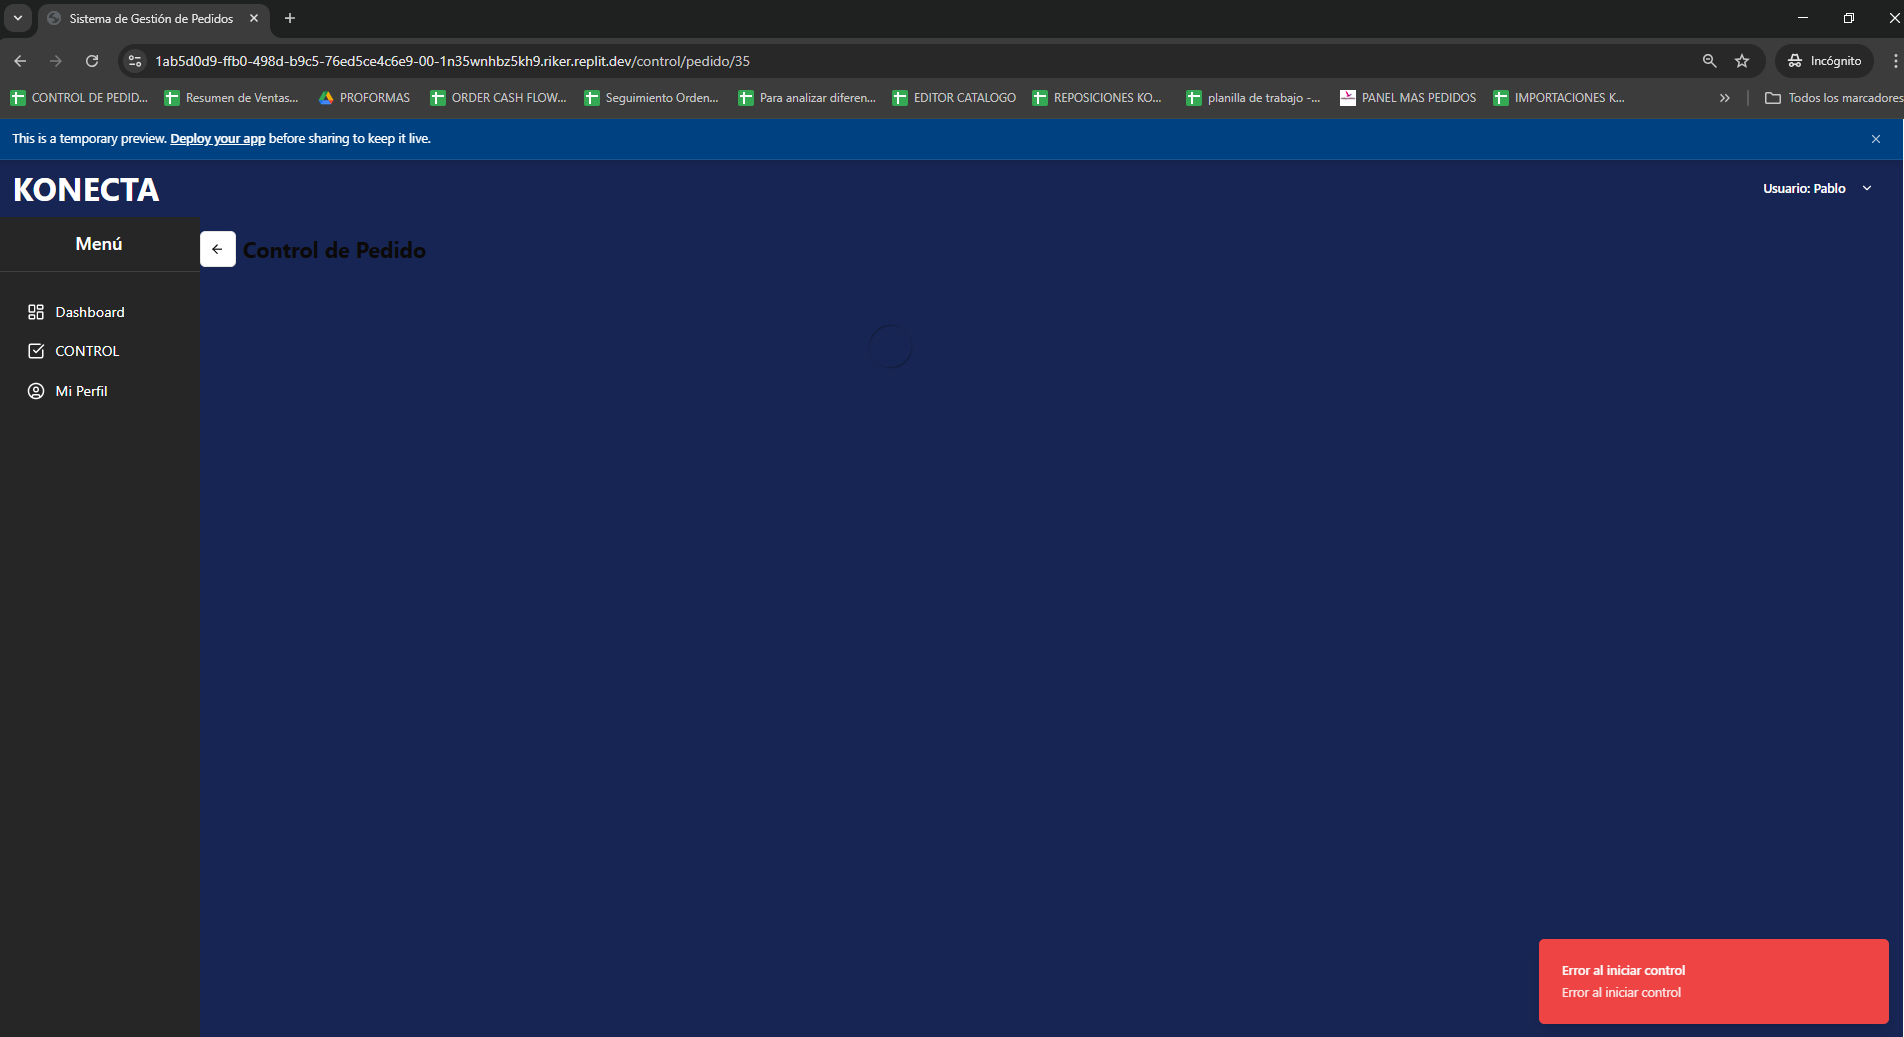 Sistema de Gestión de Pedidos
1ab5d0d9-ffb0-498d-b9c5-76ed5ce4c6e9-00-1n35wnhbz5kh9.riker.replit.dev/control/pedido/35
Incógnito
CONTROL DE PEDID...
Resumen de Ventas...
PROFORMAS
ORDER CASH FLOW...
Seguimiento Orden...
Para analizar diferen...
EDITOR CATALOGO
REPOSICIONES KO...
planilla de trabajo -...
PANEL MAS PEDIDOS
IMPORTACIONES K...
Todos los marcadores
This is a temporary preview. Deploy your app before sharing to keep it live.
KONECTA
Usuario: Pablo
Menú
Control de Pedido
Dashboard
CONTROL
Mi Perfil
Error al iniciar control
Error al iniciar control